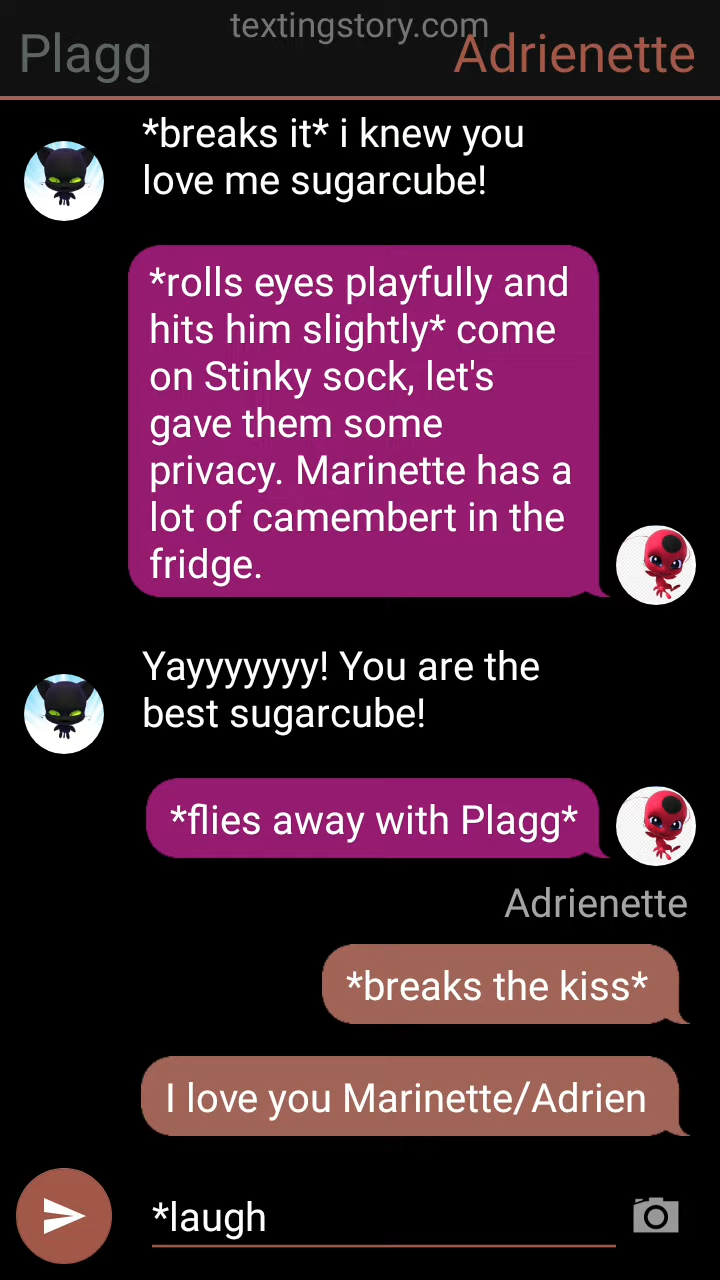 textingstory.com
Plagg
Adrienette
*breaks it* i knew you
love me sugarcube!
*rolls eyes playfully and
hits him slightly* come
on Stinky sock, let's
gave them some
privacy. Marinette has a
lot of camembert in the
fridge.
Yayyyyyyy! You are the
best sugarcube!
*flies away with Plagg*
Adrienette
*breaks the kiss*
I love you Marinette/Adrien
*laugh